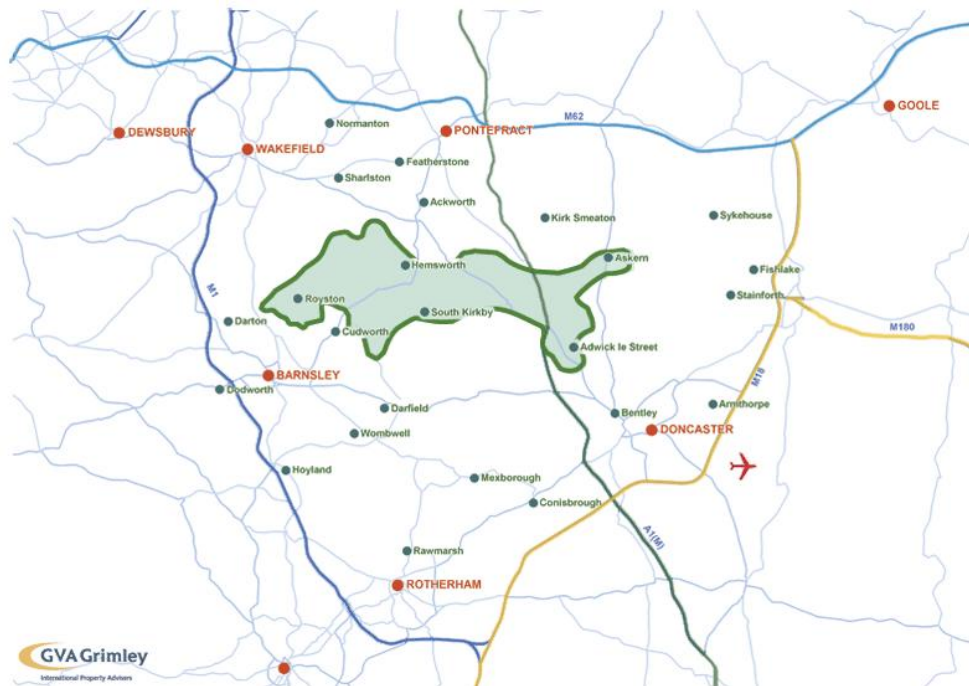 GOOLE
M62
Normanton
PONTEFRACT
DEWSBURY
WAKEFIELD
Featherstone
Sharlston
Ackworth
Kirk Smeaton
Sykehouse
Askern
Hemsworth
Fishlake
M1
Royston
Stainforth
South Kirkby
Darton
Cudworth
M180
Adwick le Street
BARNSLEY
M18
Dodworth
Darfield
Bentley
Armthorpe
Wombwell
DONCASTER
Hoyland
Mexborough
Conisbrough
A1(M)
Rawmarsh
ROTHERHAM
GVA Grimley
International Property Advisers